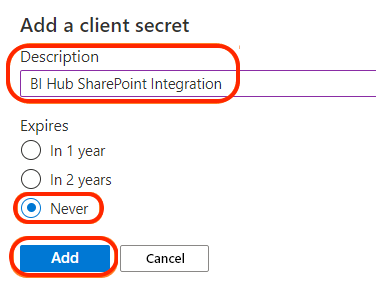 Add a client secret
Description
BI Hub SharePoint Integration
Expires
In 1 year
In 2 years
Never
Add
Cancel